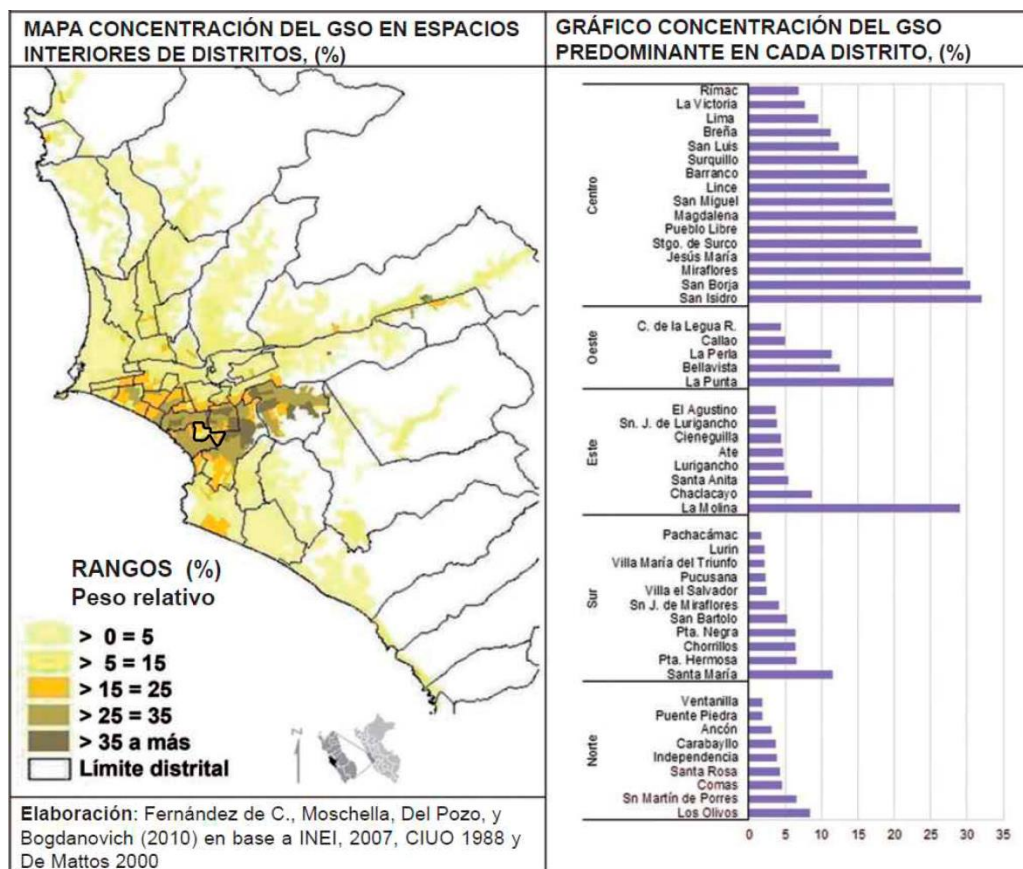 MAPA CONCENTRACIÓN DEL GSO EN ESPACIOS
INTERIORES DE DISTRITOS, (%)
RANGOS (%)
Peso relativo
> 0 = 5
> 5 = 15
> 15 = 25
> 25 = 35
> 35 a más
Límite distrital
N
Elaboración: Fernández de C., Moschella, Del Pozo, y
Bogdanovich (2010) en base a INEI, 2007, CIUO 1988 y
De Mattos 2000
GRÁFICO CONCENTRACIÓN DEL GSO
PREDOMINANTE EN CADA DISTRITO, (%)
Centro
Rímac
La Victoria
Lima
Breña
San Luis
Surquillo
Barranco
Lince
San Miguel
Magdalena
Pueblo Libre
Stgo. de Surco
Jesús María
Miraflores
San Borja
San Isidro
Oeste
C. de la Legua R.
Callao
La Perla
Bellavista
La Punta
Este
El Agustino
Sn. J. de Lurigancho
Cieneguilla
Ate
Lurigancho
Santa Anita
Chaclacayo
La Molina
Sur
Pachacámac
Lurin
Villa María del Triunfo
Pucusana
Villa el Salvador
Sn J. de Miraflores
San Bartolo
Pta. Negra
Chorrillos
Pta. Hermosa
Santa María
Norte
Ventanilla
Puente Piedra
Ancón
Carabayllo
Independencia
Santa Rosa
Comas
Sn Martín de Porres
Los Olivos
0 5 10 15 20 25 30 35